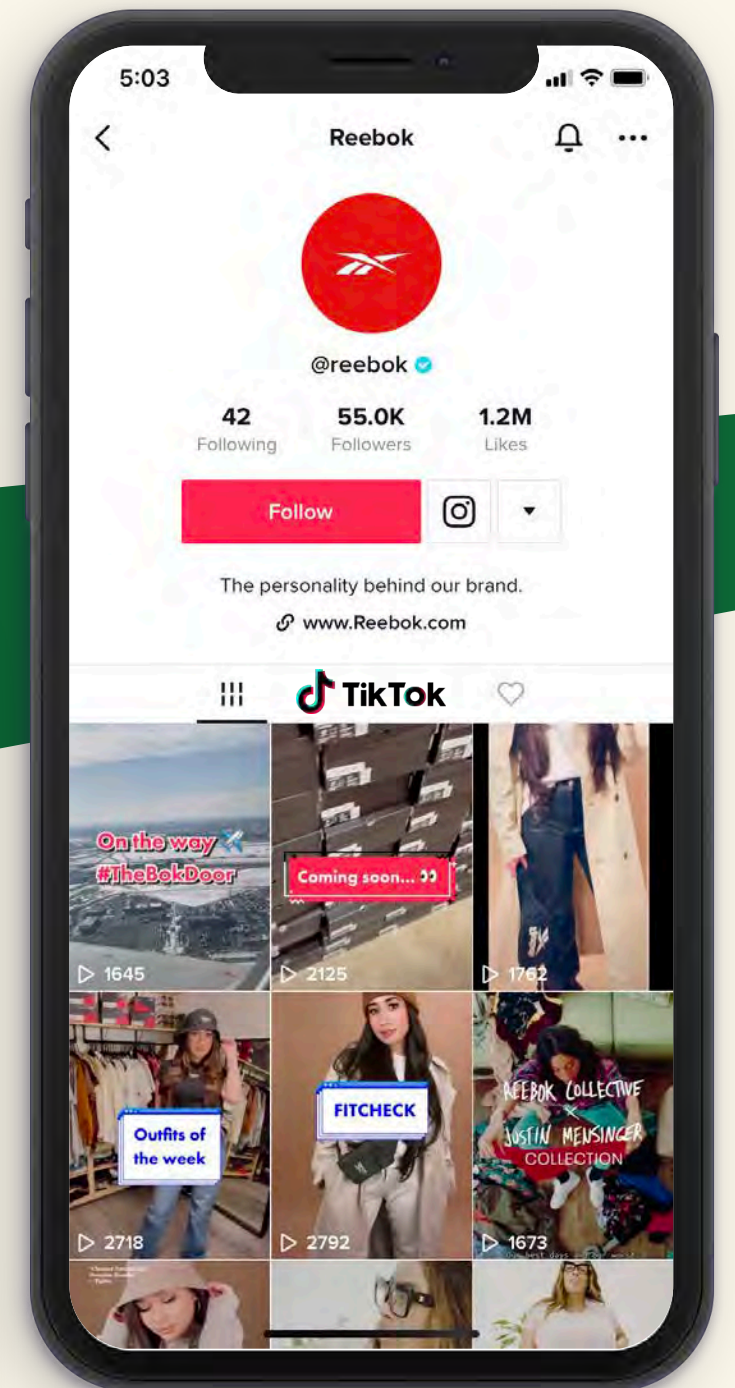 5:03
Reebok
@reebok
42 55.0K 1.2M
Following Followers Likes
Follow
The personality behind our brand.
www.Reebok.com
TikTok
On the way ✈️
#TheBokDoor
Coming soon... 👀
1645 2125 1762
Outfits of
the week
FITCHECK
REEBOK COLLECTIVE
×
JUSTIN MENSINGER
COLLECTION
2718 2792 1673